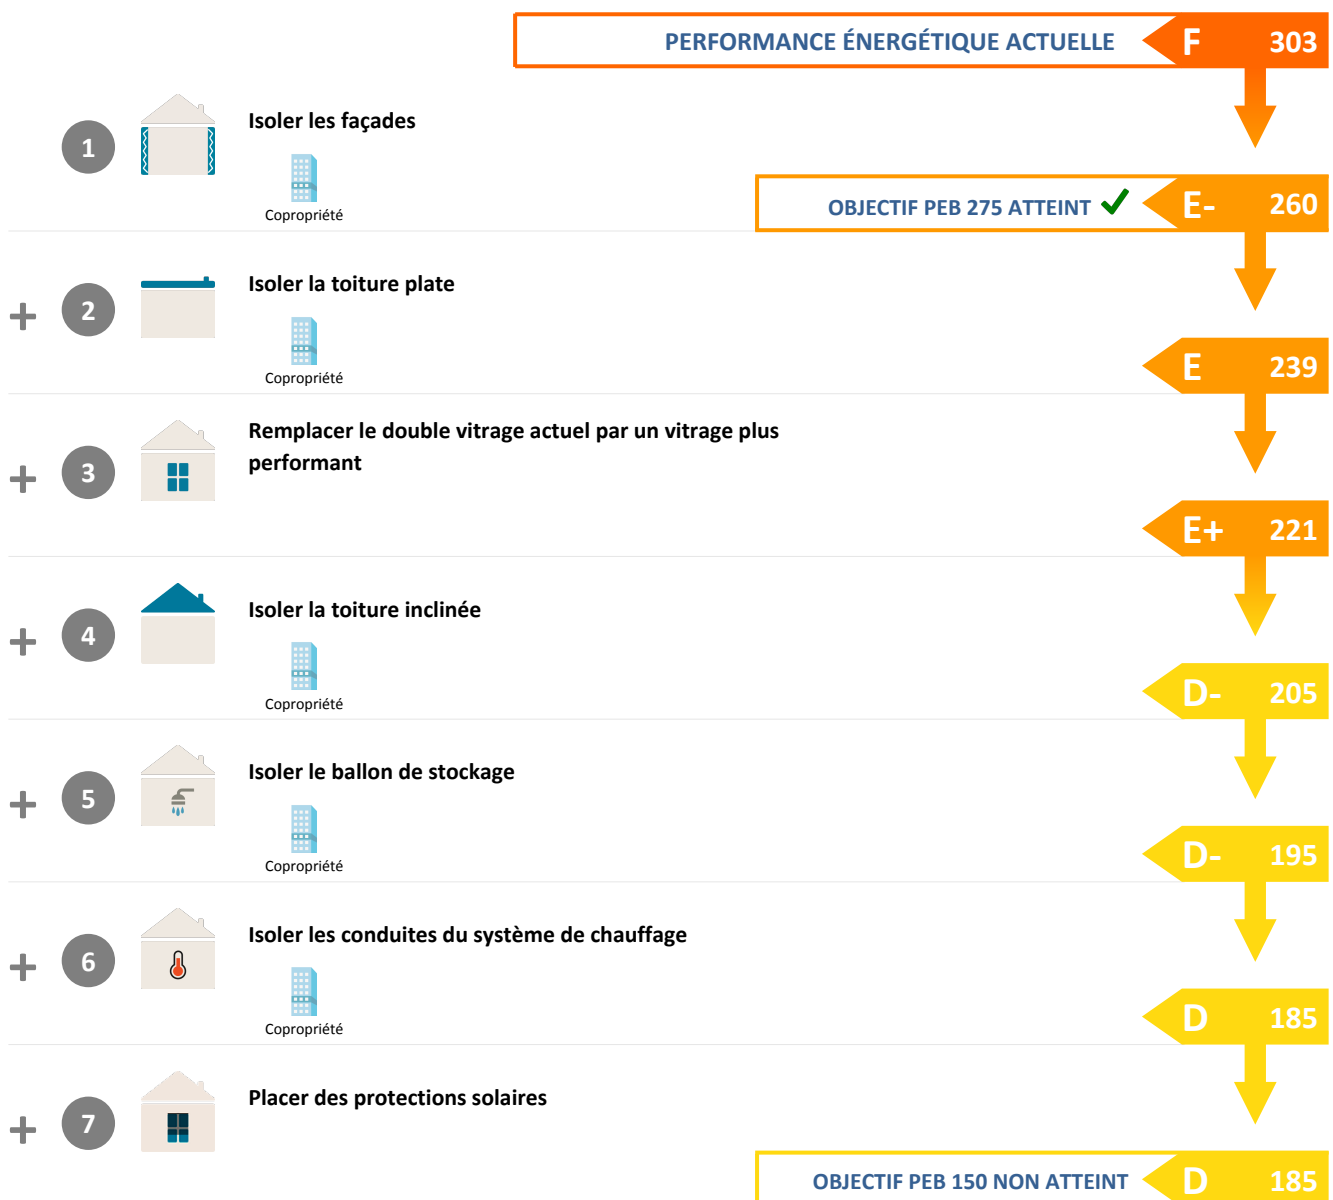 PERFORMANCE ÉNERGÉTIQUE ACTUELLE F 303
1 Isoler les façades
Copropriété
OBJECTIF PEB 275 ATTEINT ✓ E- 260
+ 2 Isoler la toiture plate
Copropriété
E 239
+ 3 Remplacer le double vitrage actuel par un vitrage plus
performant
E+ 221
+ 4 Isoler la toiture inclinée
Copropriété
D- 205
+ 5 Isoler le ballon de stockage
Copropriété
D- 195
+ 6 Isoler les conduites du système de chauffage
Copropriété
D 185
+ 7 Placer des protections solaires
OBJECTIF PEB 150 NON ATTEINT D 185